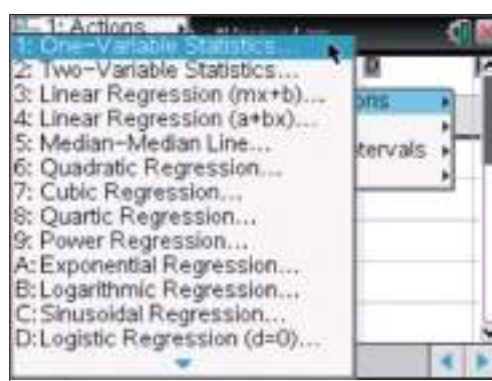 1: Actions
1: One-Variable Statistics...
2: Two-Variable Statistics...
3: Linear Regression (mx+b)...
4: Linear Regression (a+bx)...
5: Median-Median Line...
6: Quadratic Regression...
7: Cubic Regression...
8: Quartic Regression...
9: Power Regression...
A: Exponential Regression...
B: Logarithmic Regression...
C: Sinusoidal Regression...
D: Logistic Regression (d=0)...
D
ons
tervals